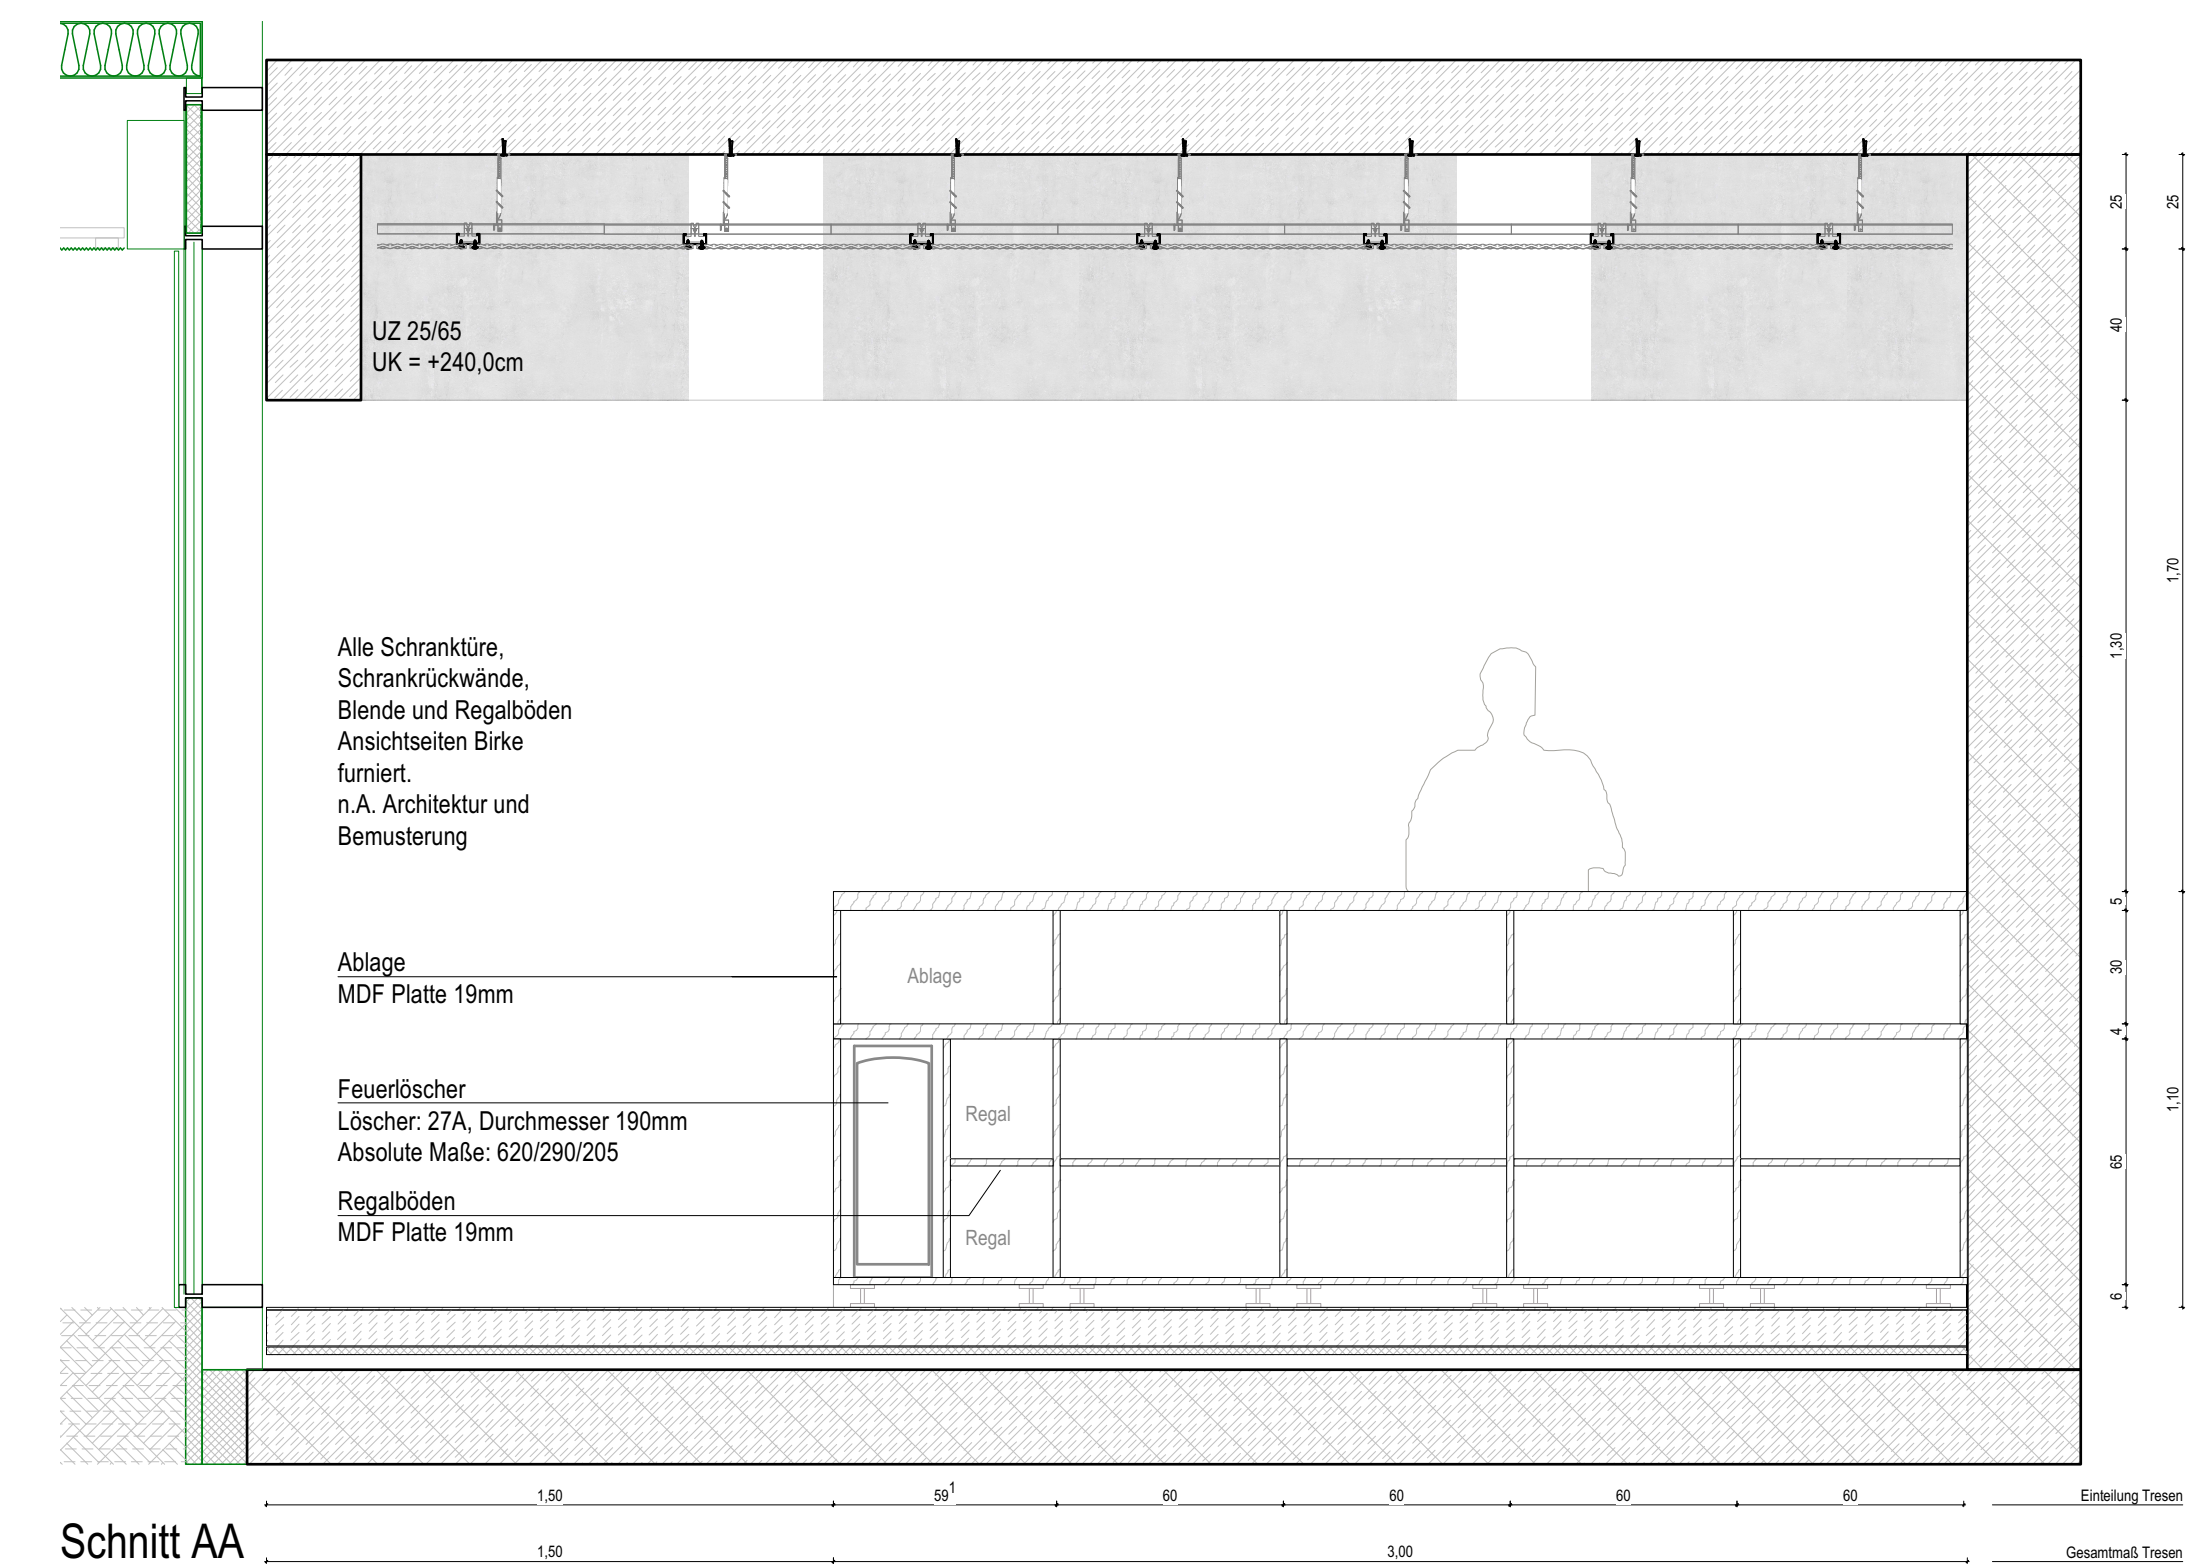 UZ 25/65
UK = +240,0cm
Alle Schranktüre,
Schrankrückwände,
Blende und Regalböden
Ansichtseiten Birke
furniert.
n.A. Architektur und
Bemusterung
Ablage
MDF Platte 19mm
Feuerlöscher
Löscher: 27A, Durchmesser 190mm
Absolute Maße: 620/290/205
Regalböden
MDF Platte 19mm
Ablage
Regal
Regal
25
40
1,30
5
30
4
65
6
25
1,70
1,10
1,50
59¹
60
60
60
60
Einteilung Tresen
Schnitt AA
1,50
3,00
Gesamtmaß Tresen